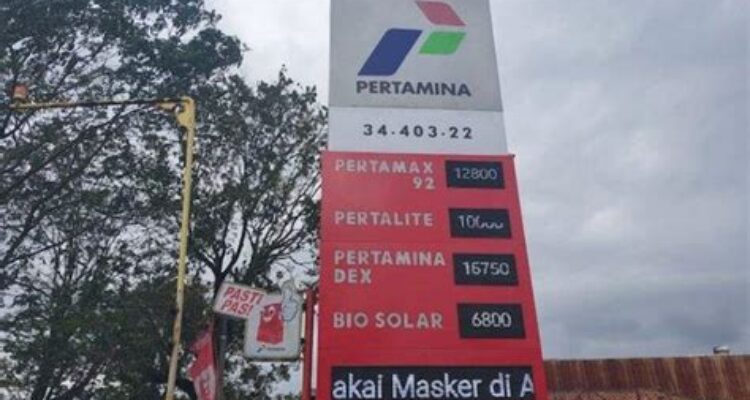 PERTAMINA
34-403-22
PERTAMAX
92 12800
PERTALITE
PERTAMINA
DEX 16750
BIO SOLAR 6800
akai Masker di A
PASTI
PAS!